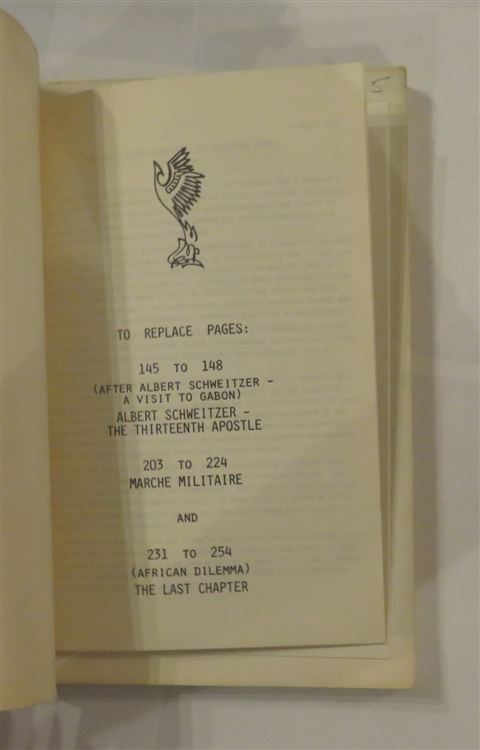 5
TO REPLACE PAGES:
145 TO 148
(AFTER ALBERT SCHWEITZER -
A VISIT TO GABON)
ALBERT SCHWEITZER -
THE THIRTEENTH APOSTLE
203 TO 224
MARCHE MILITAIRE
AND
231 TO 254
(AFRICAN DILEMMA)
THE LAST CHAPTER